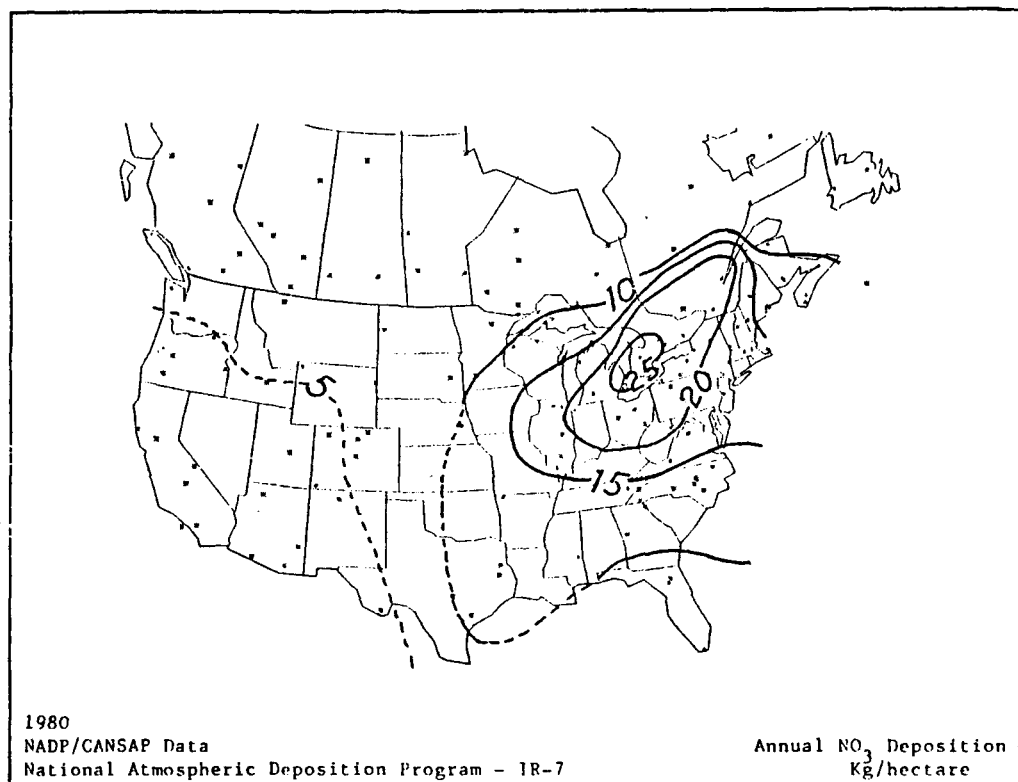 10
5
25
20
15
1980
NADP/CANSAP Data
National Atmospheric Deposition Program - IR-7
Annual NO3 Deposition
Kg/hectare